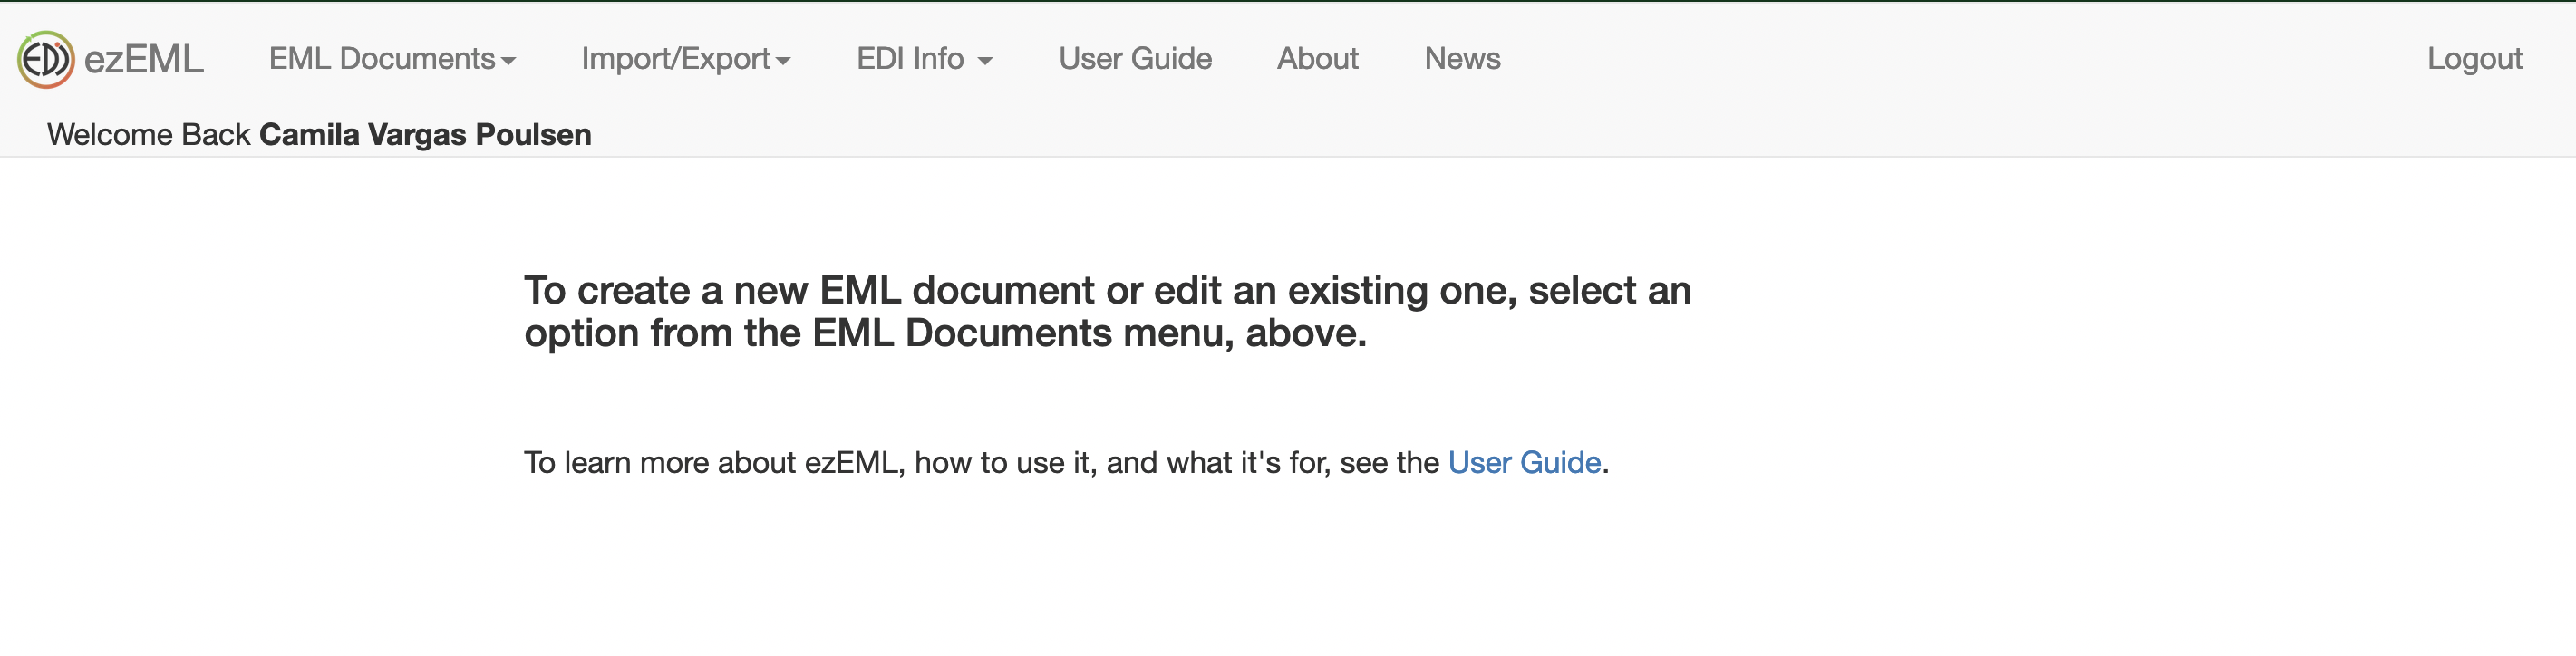 EDI ezEML EML Documents Import/Export EDI Info User Guide About News Logout
Welcome Back Camila Vargas Poulsen
To create a new EML document or edit an existing one, select an
option from the EML Documents menu, above.
To learn more about ezEML, how to use it, and what it's for, see the User Guide.